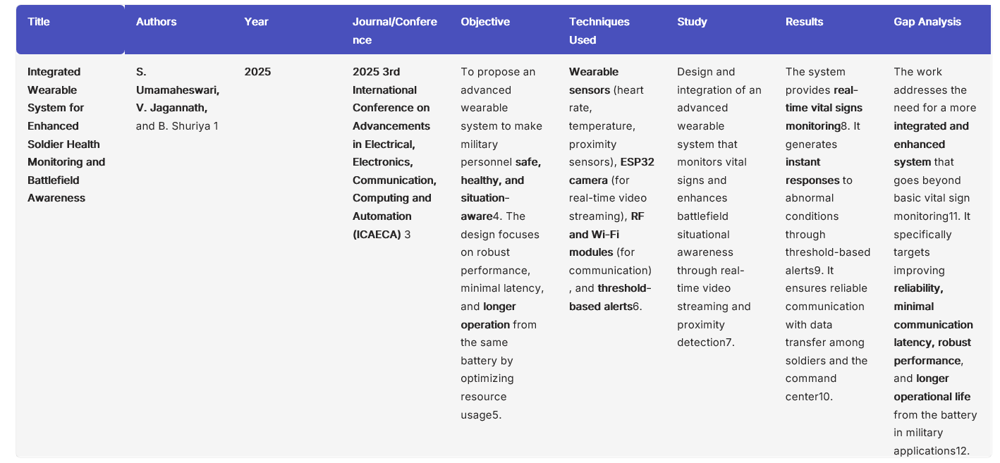 Title
Authors
Year
Journal/Confere
nce
Objective
Techniques
Used
Study
Results
Gap Analysis
Integrated
Wearable
System for
Enhanced
Soldier Health
Monitoring and
Battlefield
Awareness
S.
Umamaheswari,
V. Jagannath,
and B. Shuriya 1
2025
2025 3rd
International
Conference on
Advancements
in Electrical,
Electronics,
Communication,
Computing and
Automation
(ICAECA) 3
To propose an
advanced
wearable
system to make
military
personnel safe,
healthy, and
situation-
aware4. The
design focuses
on robust
performance,
minimal latency,
and longer
operation from
the same
battery by
optimizing
resource
usage5.
Wearable
sensors (heart
rate,
temperature,
proximity
sensors), ESP32
camera (for
real-time video
streaming), RF
and Wi-Fi
modules (for
communication)
, and threshold-
based alerts6.
Design and
integration of an
advanced
wearable
system that
monitors vital
signs and
enhances
battlefield
situational
awareness
through real-
time video
streaming and
proximity
detection7.
The system
provides real-
time vital signs
monitoring8. It
generates
instant
responses to
abnormal
conditions
through
threshold-based
alerts9. It
ensures reliable
communication
with data
transfer among
soldiers and the
command
center10.
The work
addresses the
need for a more
integrated and
enhanced
system that
goes beyond
basic vital sign
monitoring11. It
specifically
targets
improving
reliability,
minimal
communication
latency, robust
performance,
and longer
operational life
from the battery
in military
applications12.